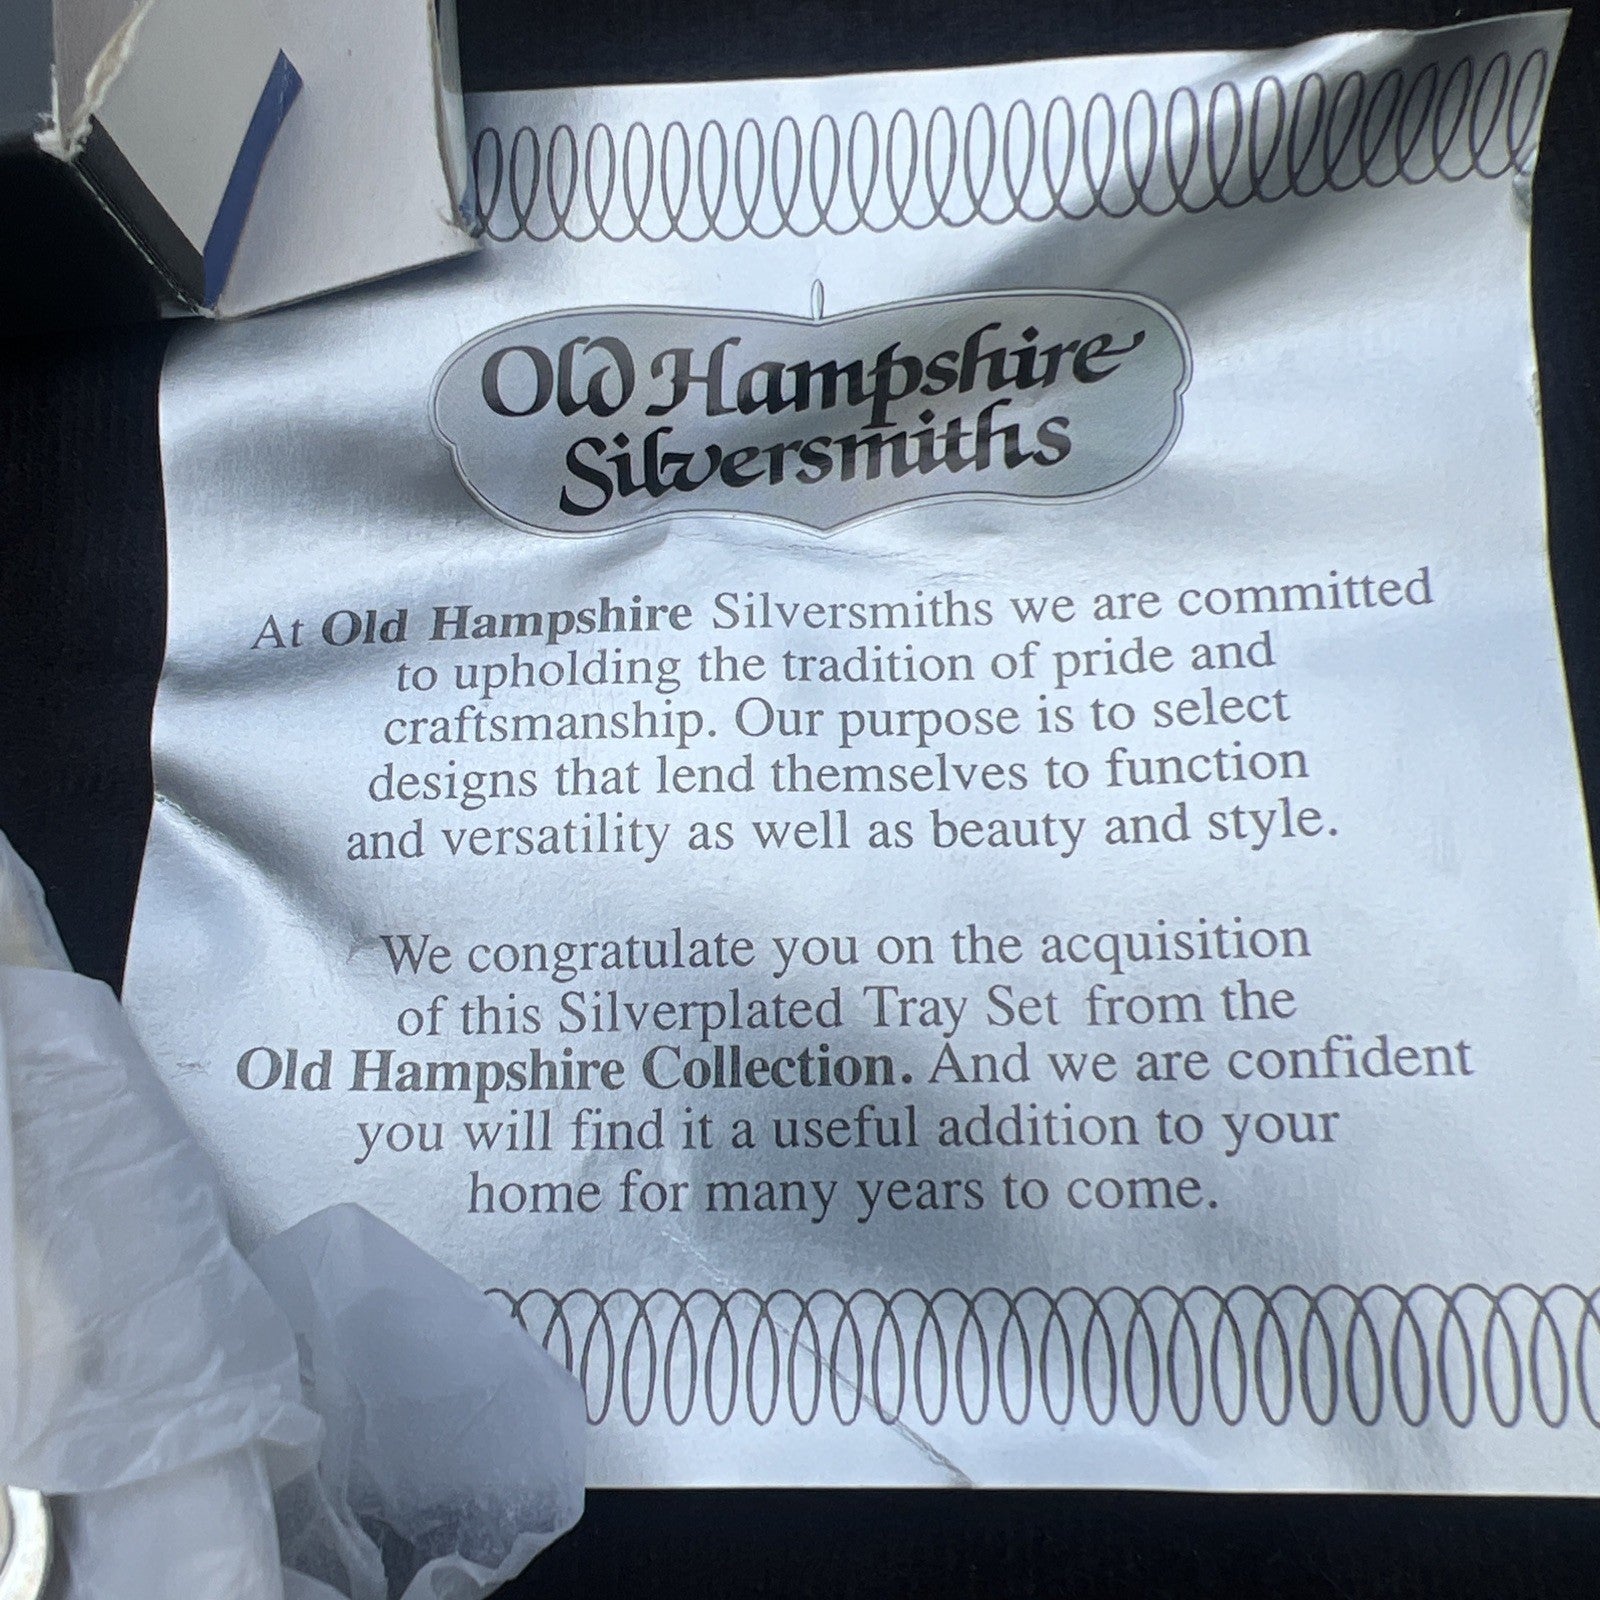 Old Hampshire
Silversmiths
At Old Hampshire Silversmiths we are committed
to upholding the tradition of pride and
craftsmanship. Our purpose is to select
designs that lend themselves to function
and versatility as well as beauty and style.
We congratulate you on the acquisition
of this Silverplated Tray Set from the
Old Hampshire Collection. And we are confident
you will find it a useful addition to your
home for many years to come.